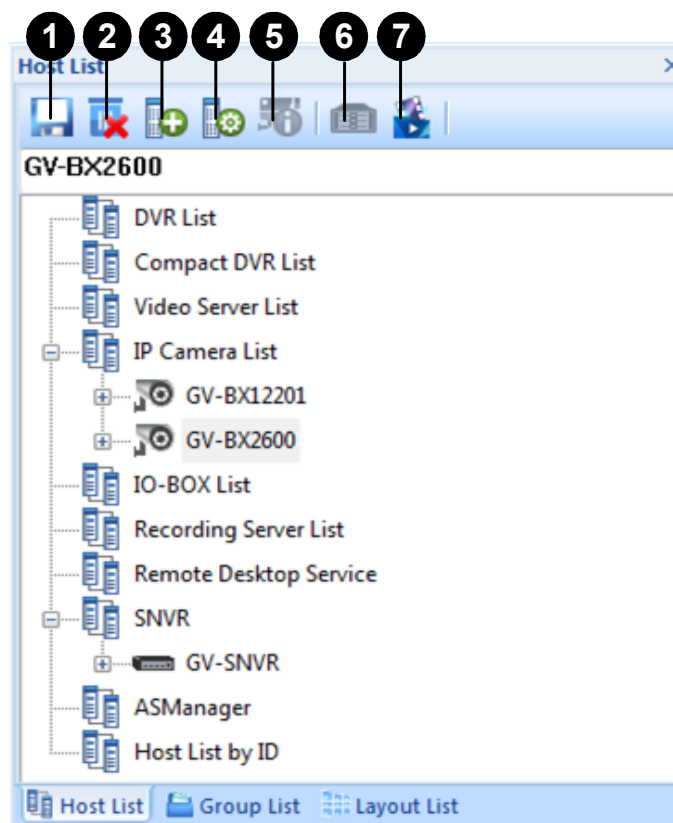 1 2 3 4 5 6 7
Host List
GV-BX2600
DVR List
Compact DVR List
Video Server List
IP Camera List
GV-BX12201
GV-BX2600
IO-BOX List
Recording Server List
Remote Desktop Service
SNVR
GV-SNVR
ASManager
Host List by ID
Host List Group List Layout List